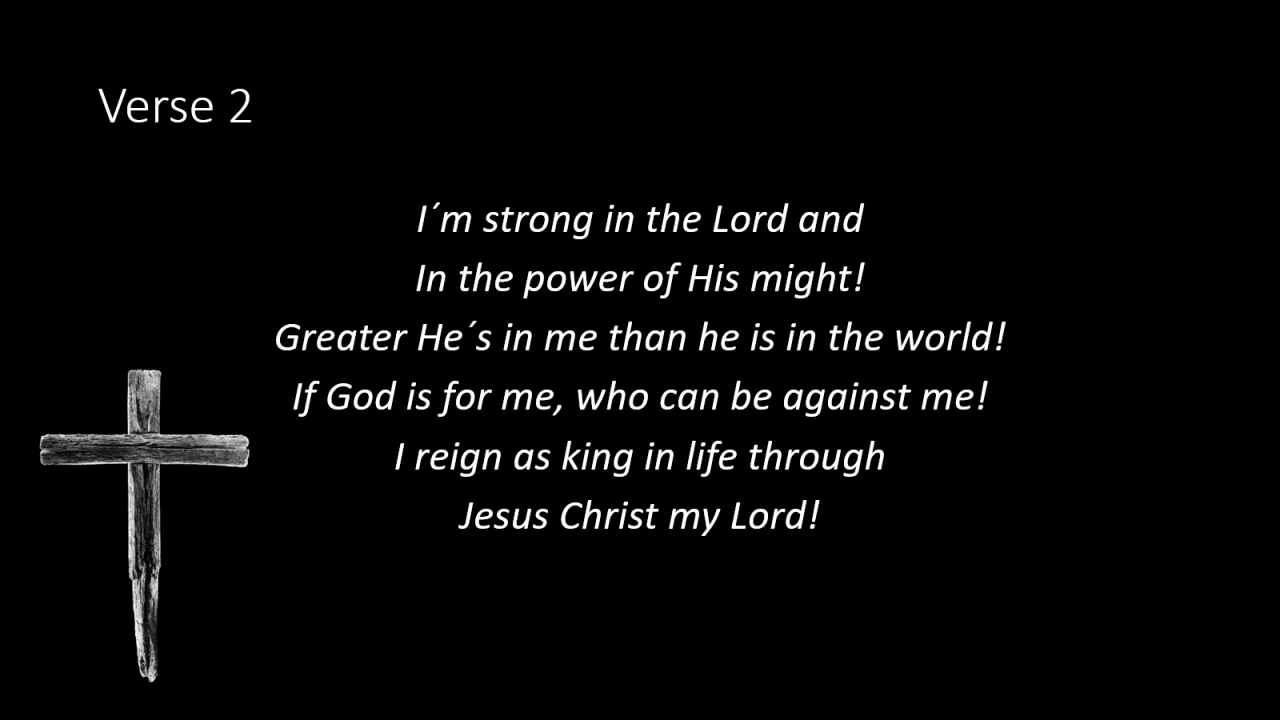 Verse 2
I´m strong in the Lord and
In the power of His might!
Greater He´s in me than he is in the world!
If God is for me, who can be against me!
I reign as king in life through
Jesus Christ my Lord!